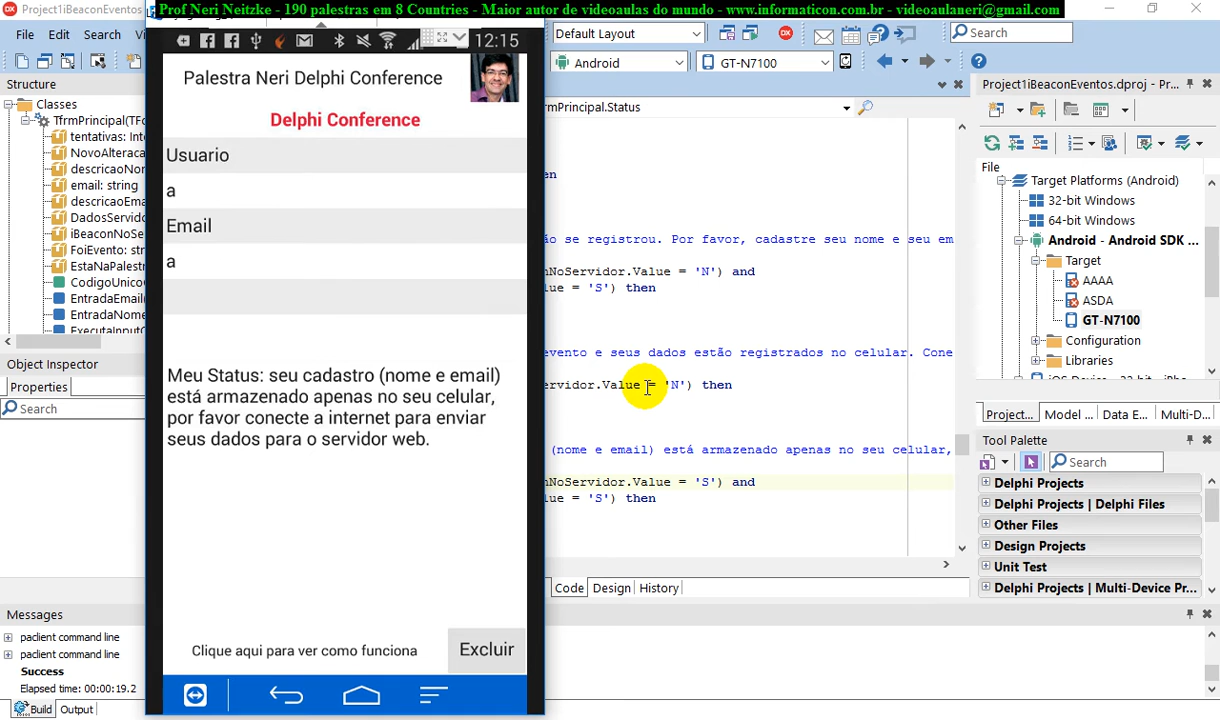 Prof Neri Neitzke - 190 palestras em 8 Countries - Maior autor de videoaulas do mundo - www.informaticon.com.br - videoaulaneri@gmail.com
Project1iBeaconEventos
File Edit Search
Default Layout
Search
Android
GT-N7100
12:15
Palestra Neri Delphi Conference
Delphi Conference
Usuario
a
Email
a
Meu Status: seu cadastro (nome e email)
está armazenado apenas no seu celular,
por favor conecte a internet para enviar
seus dados para o servidor web.
Clique aqui para ver como funciona
Excluir
Structure
Classes
TfrmPrincipal(TFo
tentativas: Inte
NovoAlteraca
descricaoNor
email: string
descricaoEma
DadosServido
iBeaconNoSe
FoiEvento: str
EstaNaPalest
CodigoUnico
EntradaEmail
EntradaNome
ExecutaInputC
Object Inspector
Properties
Search
rmPrincipal.Status
en
ão se registrou. Por favor, cadastre seu nome e seu em
mNoServidor.Value = 'N') and
ue = 'S') then
evento e seus dados estão registrados no celular. Cone
ervidor.Value = 'N') then
(nome e email) está armazenado apenas no seu celular,
mNoServidor.Value = 'S') and
ue = 'S') then
Code Design History
Project1iBeaconEventos.dproj - Pr...
File
Target Platforms (Android)
32-bit Windows
64-bit Windows
Android - Android SDK ...
Target
AAAA
ASDA
GT-N7100
Configuration
Libraries
Project... Model ... Data E... Multi-D...
Tool Palette
Search
Delphi Projects
Delphi Projects | Delphi Files
Other Files
Design Projects
Unit Test
Delphi Projects | Multi-Device Pr...
Messages
paclient command line
paclient command line
Success
Elapsed time: 00:00:19.2
Build Output